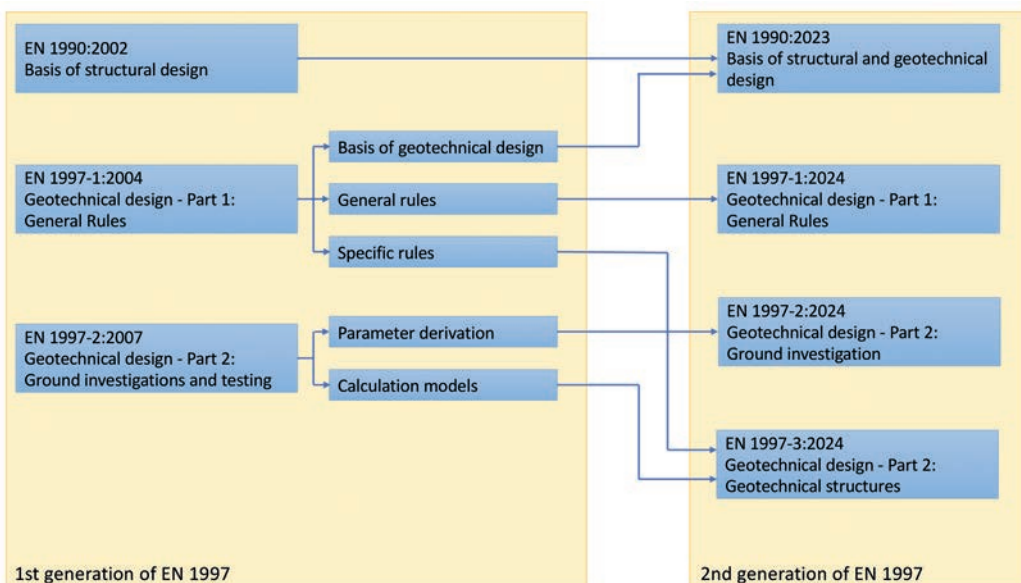 EN 1990:2002
Basis of structural design
EN 1997-1:2004
Geotechnical design - Part 1:
General Rules
EN 1997-2:2007
Geotechnical design - Part 2:
Ground investigations and testing
Basis of geotechnical design
General rules
Specific rules
Parameter derivation
Calculation models
1st generation of EN 1997
EN 1990:2023
Basis of structural and geotechnical
design
EN 1997-1:2024
Geotechnical design - Part 1:
General Rules
EN 1997-2:2024
Geotechnical design - Part 2:
Ground investigation
EN 1997-3:2024
Geotechnical design - Part 2:
Geotechnical structures
2nd generation of EN 1997